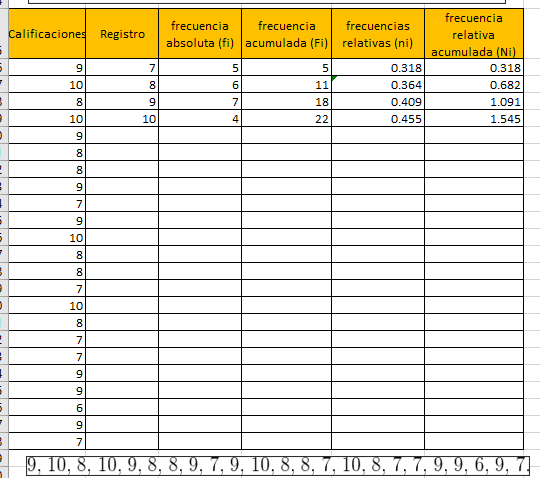 Calificaciones
Registro
frecuencia
absoluta (fi)
frecuencia
acumulada (Fi)
frecuencias
relativas (ni)
frecuencia
relativa
acumulada (Ni)
9 7 5 5 0.318 0.318
10 8 6 11 0.364 0.682
8 9 7 18 0.409 1.091
10 10 4 22 0.455 1.545
9
8
8
9
7
9
10
8
8
7
10
8
7
7
9
9
6
9
7
9, 10, 8, 10, 9, 8, 8, 9, 7, 9, 10, 8, 8, 7, 10, 8, 7, 7, 9, 9, 6, 9, 7,